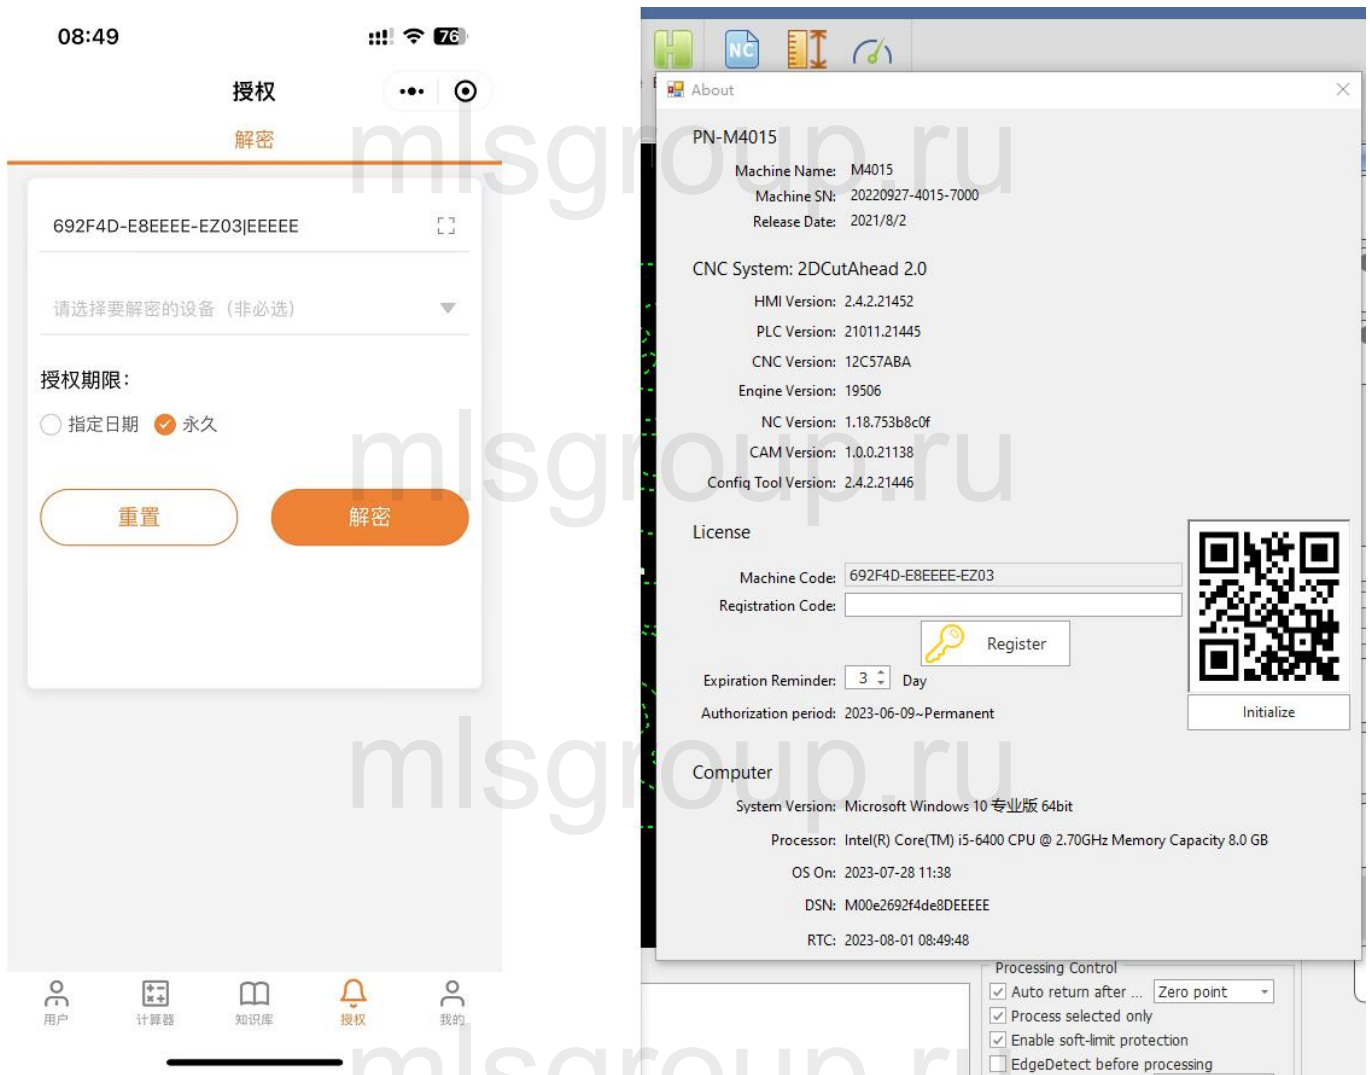 08:49
76
授权
解密
692F4D-E8EEEE-EZ03|EEEEE
请选择要解密的设备（非必选）
授权期限：
指定日期 永久
重置 解密
用户 计算器 知识库 授权 我的
H NC
About
PN-M4015
Machine Name: M4015
Machine SN: 20220927-4015-7000
Release Date: 2021/8/2
CNC System: 2DCutAhead 2.0
HMI Version: 2.4.2.21452
PLC Version: 21011.21445
CNC Version: 12C57ABA
Engine Version: 19506
NC Version: 1.18.753b8c0f
CAM Version: 1.0.0.21138
Config Tool Version: 2.4.2.21446
License
Machine Code: 692F4D-E8EEEE-EZ03
Registration Code:
Register
Expiration Reminder: 3 Day
Authorization period: 2023-06-09~Permanent
Initialize
Computer
System Version: Microsoft Windows 10 专业版 64bit
Processor: Intel(R) Core(TM) i5-6400 CPU @ 2.70GHz Memory Capacity 8.0 GB
OS On: 2023-07-28 11:38
DSN: M00e2692f4de8DEEEEE
RTC: 2023-08-01 08:49:48
Processing Control
Auto return after ... Zero point
Process selected only
Enable soft-limit protection
EdgeDetect before processing
mlsgroup.ru
mlsgroup.ru
mlsgroup.ru
mlsgroup.ru